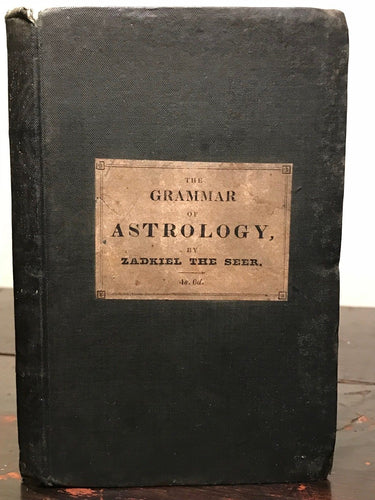 THE
GRAMMAR
OF
ASTROLOGY,
BY
ZADKIEL THE SEER.
4s. 6d.